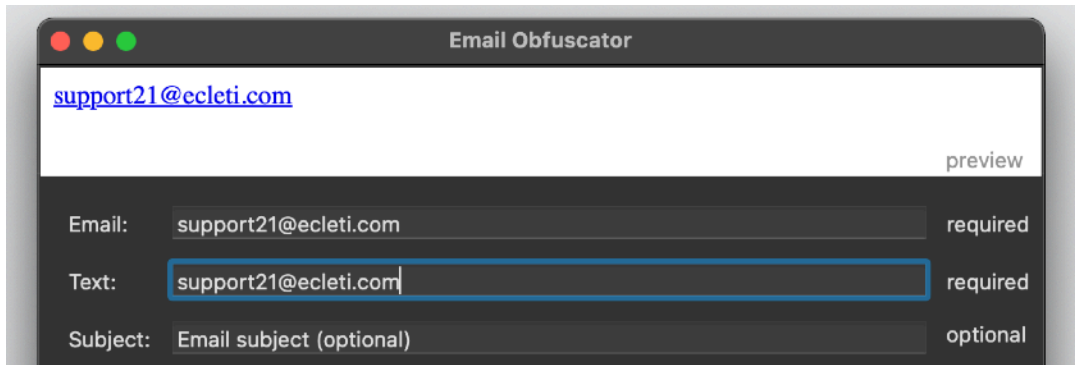 Email Obfuscator
support21@ecleti.com
preview
Email: support21@ecleti.com required
Text: support21@ecleti.com required
Subject: Email subject (optional) optional